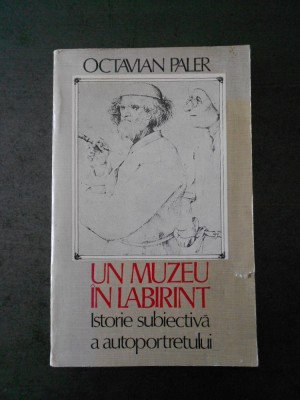 OCTAVIAN PALER
UN MUZEU
ÎN LABIRINT
Istorie subiectivă
a autoportretului